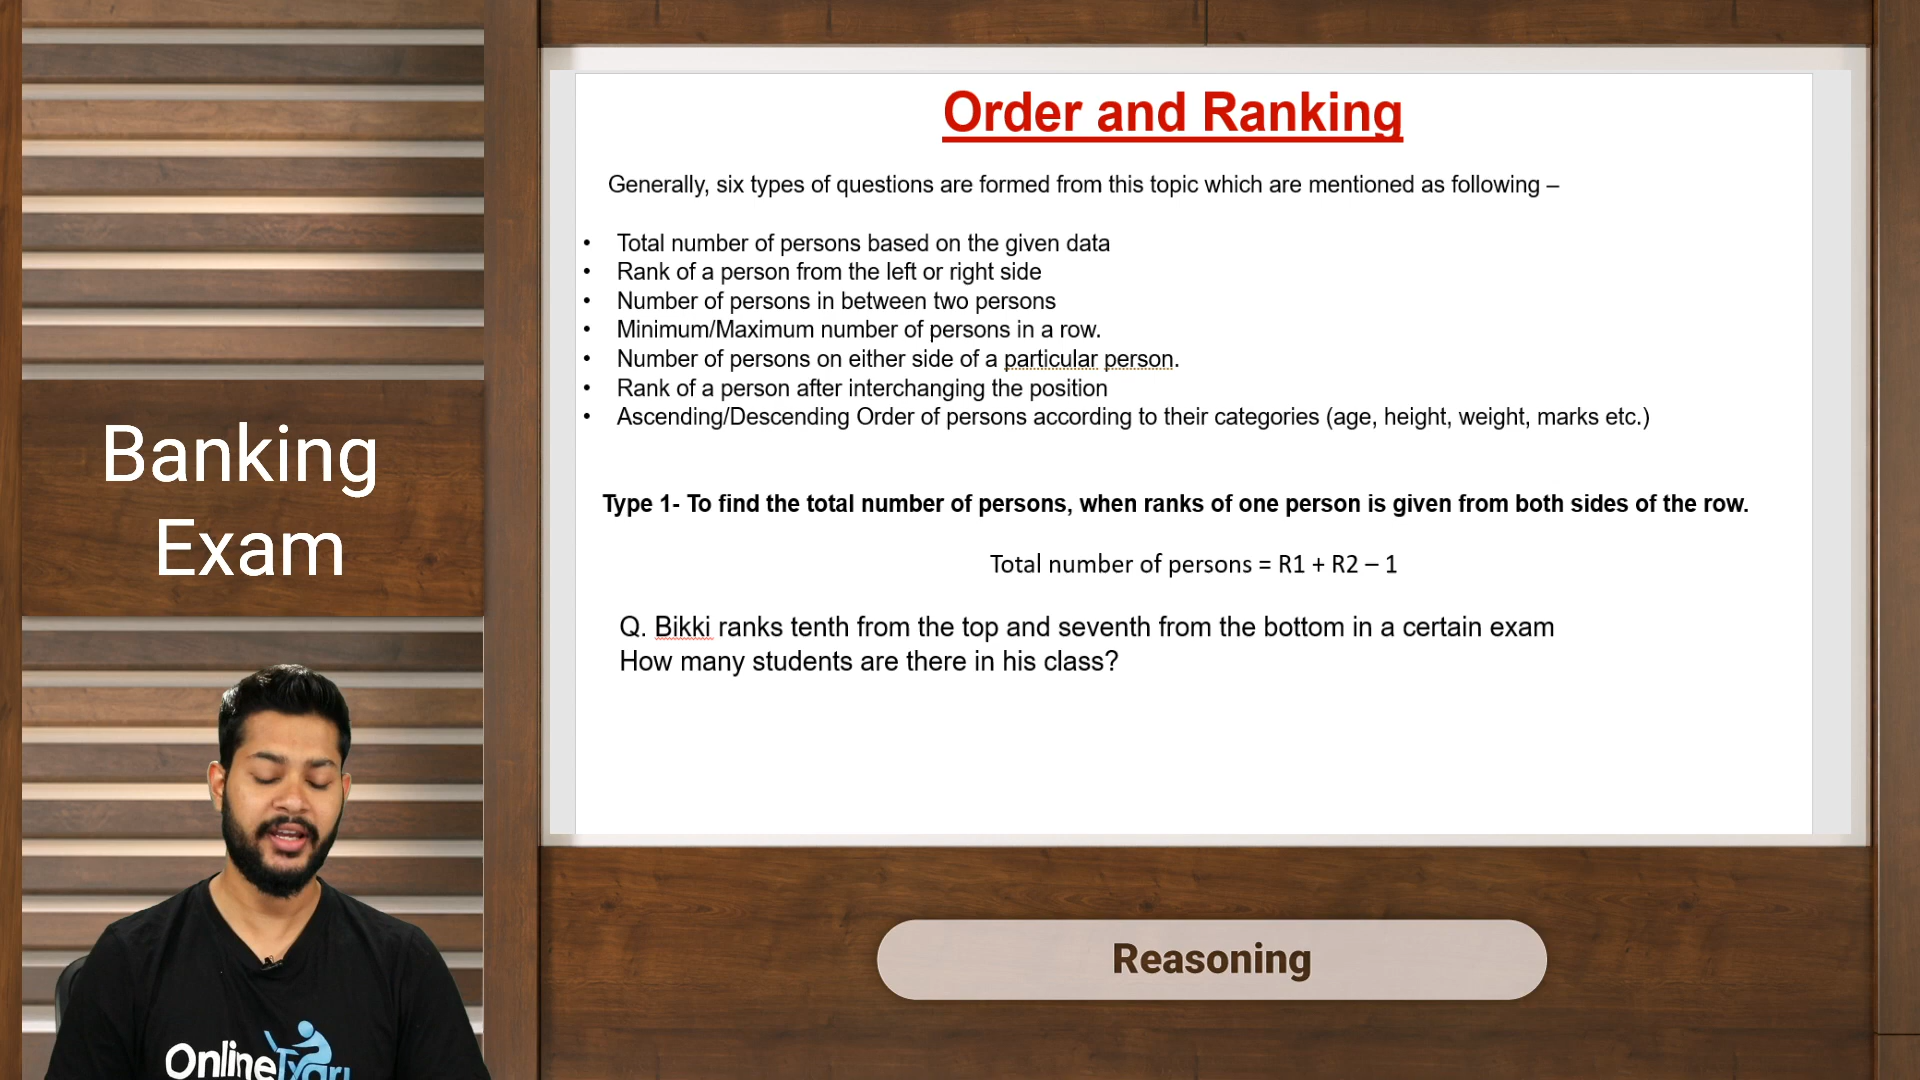 Order and Ranking
Generally, six types of questions are formed from this topic which are mentioned as following –
• Total number of persons based on the given data
• Rank of a person from the left or right side
• Number of persons in between two persons
• Minimum/Maximum number of persons in a row.
• Number of persons on either side of a particular person.
• Rank of a person after interchanging the position
• Ascending/Descending Order of persons according to their categories (age, height, weight, marks etc.)
Type 1- To find the total number of persons, when ranks of one person is given from both sides of the row.
Total number of persons = R1 + R2 – 1
Q. Bikki ranks tenth from the top and seventh from the bottom in a certain exam
How many students are there in his class?
Banking
Exam
Reasoning
Online